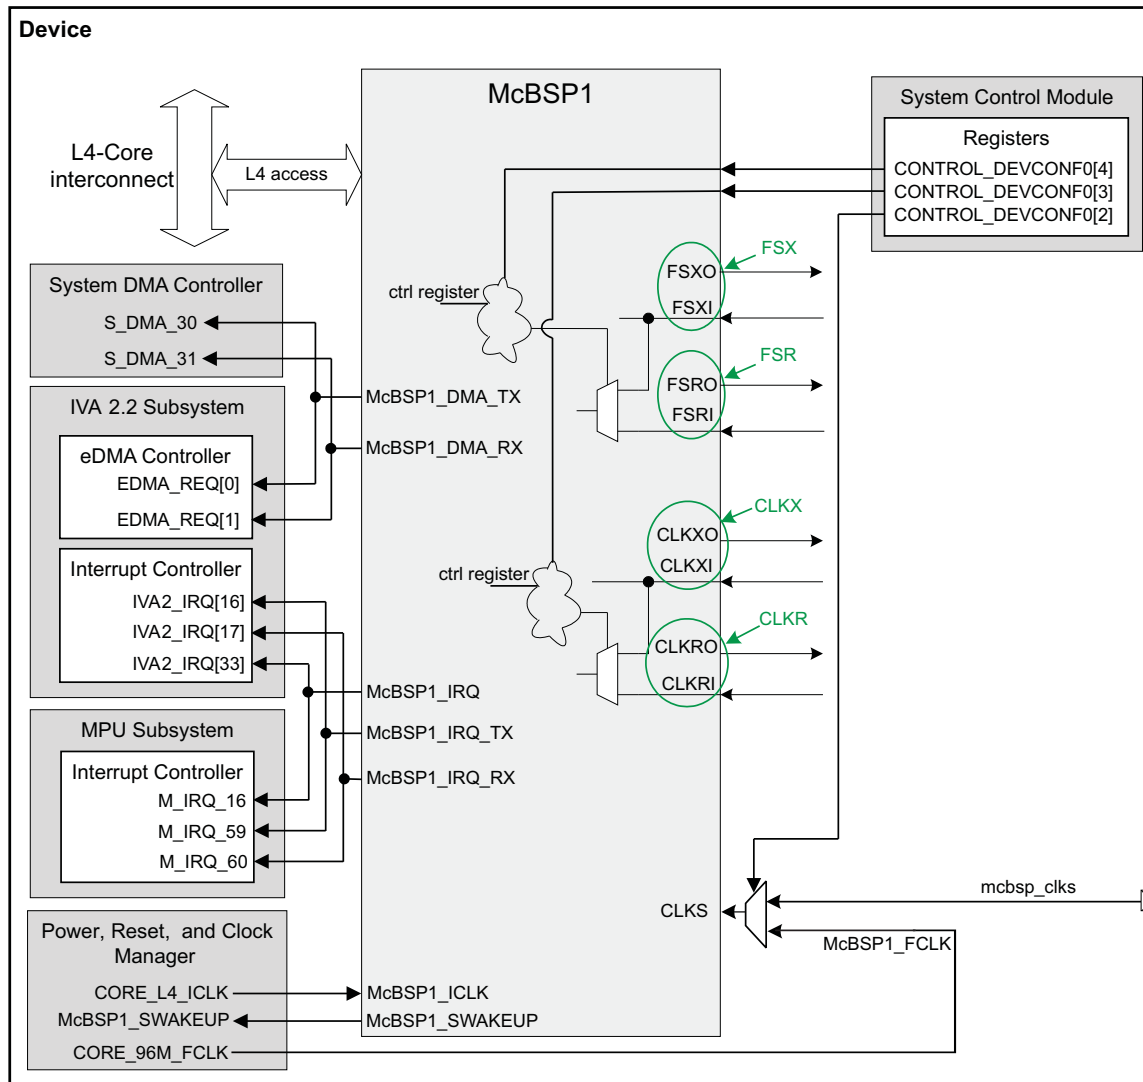 Device
McBSP1
System Control Module
Registers
CONTROL_DEVCONF0[4]
CONTROL_DEVCONF0[3]
CONTROL_DEVCONF0[2]
L4-Core
interconnect
L4 access
System DMA Controller
S_DMA_30
S_DMA_31
IVA 2.2 Subsystem
eDMA Controller
EDMA_REQ[0]
EDMA_REQ[1]
Interrupt Controller
IVA2_IRQ[16]
IVA2_IRQ[17]
IVA2_IRQ[33]
MPU Subsystem
Interrupt Controller
M_IRQ_16
M_IRQ_59
M_IRQ_60
Power, Reset, and Clock
Manager
CORE_L4_ICLK
McBSP1_SWAKEUP
CORE_96M_FCLK
McBSP1_DMA_TX
McBSP1_DMA_RX
McBSP1_IRQ
McBSP1_IRQ_TX
McBSP1_IRQ_RX
McBSP1_ICLK
McBSP1_SWAKEUP
ctrl register
ctrl register
FSX
FSXO
FSXI
FSR
FSRO
FSRI
CLKX
CLKXO
CLKXI
CLKR
CLKRO
CLKRI
CLKS
mcbsp_clks
McBSP1_FCLK